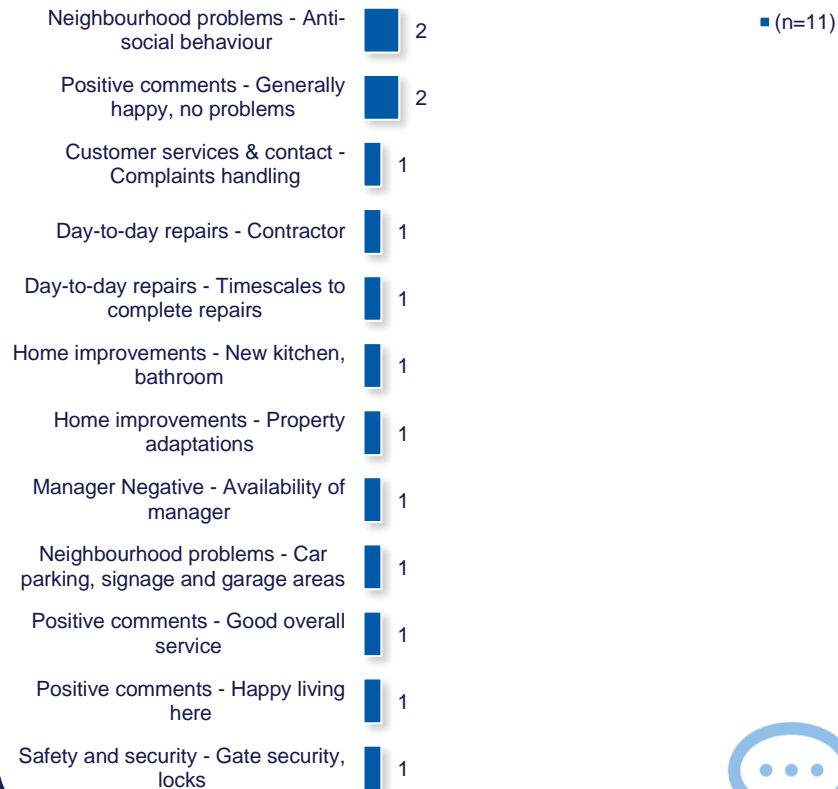 Neighbourhood problems - Anti-
social behaviour
2
(n=11)
Positive comments - Generally
happy, no problems
2
Customer services & contact -
Complaints handling
1
Day-to-day repairs - Contractor
1
Day-to-day repairs - Timescales to
complete repairs
1
Home improvements - New kitchen,
bathroom
1
Home improvements - Property
adaptations
1
Manager Negative - Availability of
manager
1
Neighbourhood problems - Car
parking, signage and garage areas
1
Positive comments - Good overall
service
1
Positive comments - Happy living
here
1
Safety and security - Gate security,
locks
1